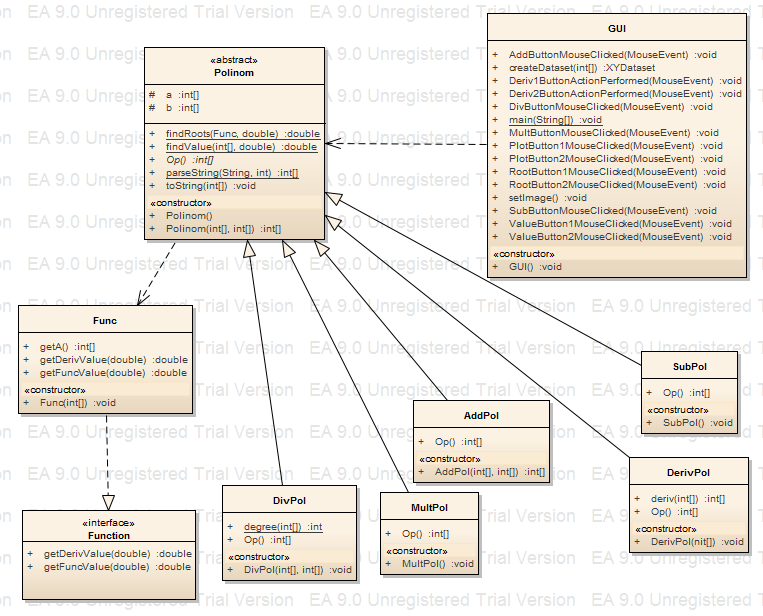 EA 9.0 Unregistered Trial Version
«abstract»
Polinom
# a :int[]
# b :int[]
+ findRoots(Func, double) :double
+ findValue(int[], double) :double
+ Op() :int[]
+ parseString(String, int) :int[]
+ toString(int[]) :void
«constructor»
+ Polinom()
+ Polinom(int[], int[]) :int[]
GUI
+ AddButtonMouseClicked(MouseEvent) :void
+ createDataset(int[]) :XYDataset
+ Deriv1ButtonActionPerformed(MouseEvent) :void
+ Deriv2ButtonActionPerformed(MouseEvent) :void
+ DivButtonMouseClicked(MouseEvent) :void
+ main(String[]) :void
+ MultButtonMouseClicked(MouseEvent) :void
+ PlotButton1MouseClicked(MouseEvent) :void
+ PlotButton2MouseClicked(MouseEvent) :void
+ RootButton1MouseClicked(MouseEvent) :void
+ RootButton2MouseClicked(MouseEvent) :void
+ setImage() :void
+ SubButtonMouseClicked(MouseEvent) :void
+ ValueButton1MouseClicked(MouseEvent) :void
+ ValueButton2MouseClicked(MouseEvent) :void
«constructor»
+ GUI() :void
Func
+ getA() :int[]
+ getDerivValue(double) :double
+ getFuncValue(double) :double
«constructor»
+ Func(int[]) :void
SubPol
+ Op() :int[]
«constructor»
+ SubPol() :void
AddPol
+ Op() :int[]
«constructor»
+ AddPol(int[], int[]) :int[]
DerivPol
+ deriv(int[]) :int[]
+ Op() :int[]
«constructor»
+ DerivPol(nit[]) :void
DivPol
+ degree(int[]) :int
+ Op() :int[]
«constructor»
+ DivPol(int[], int[]) :void
MultPol
+ Op() :int[]
«constructor»
+ MultPol() :void
«interface»
Function
+ getDerivValue(double) :double
+ getFuncValue(double) :double